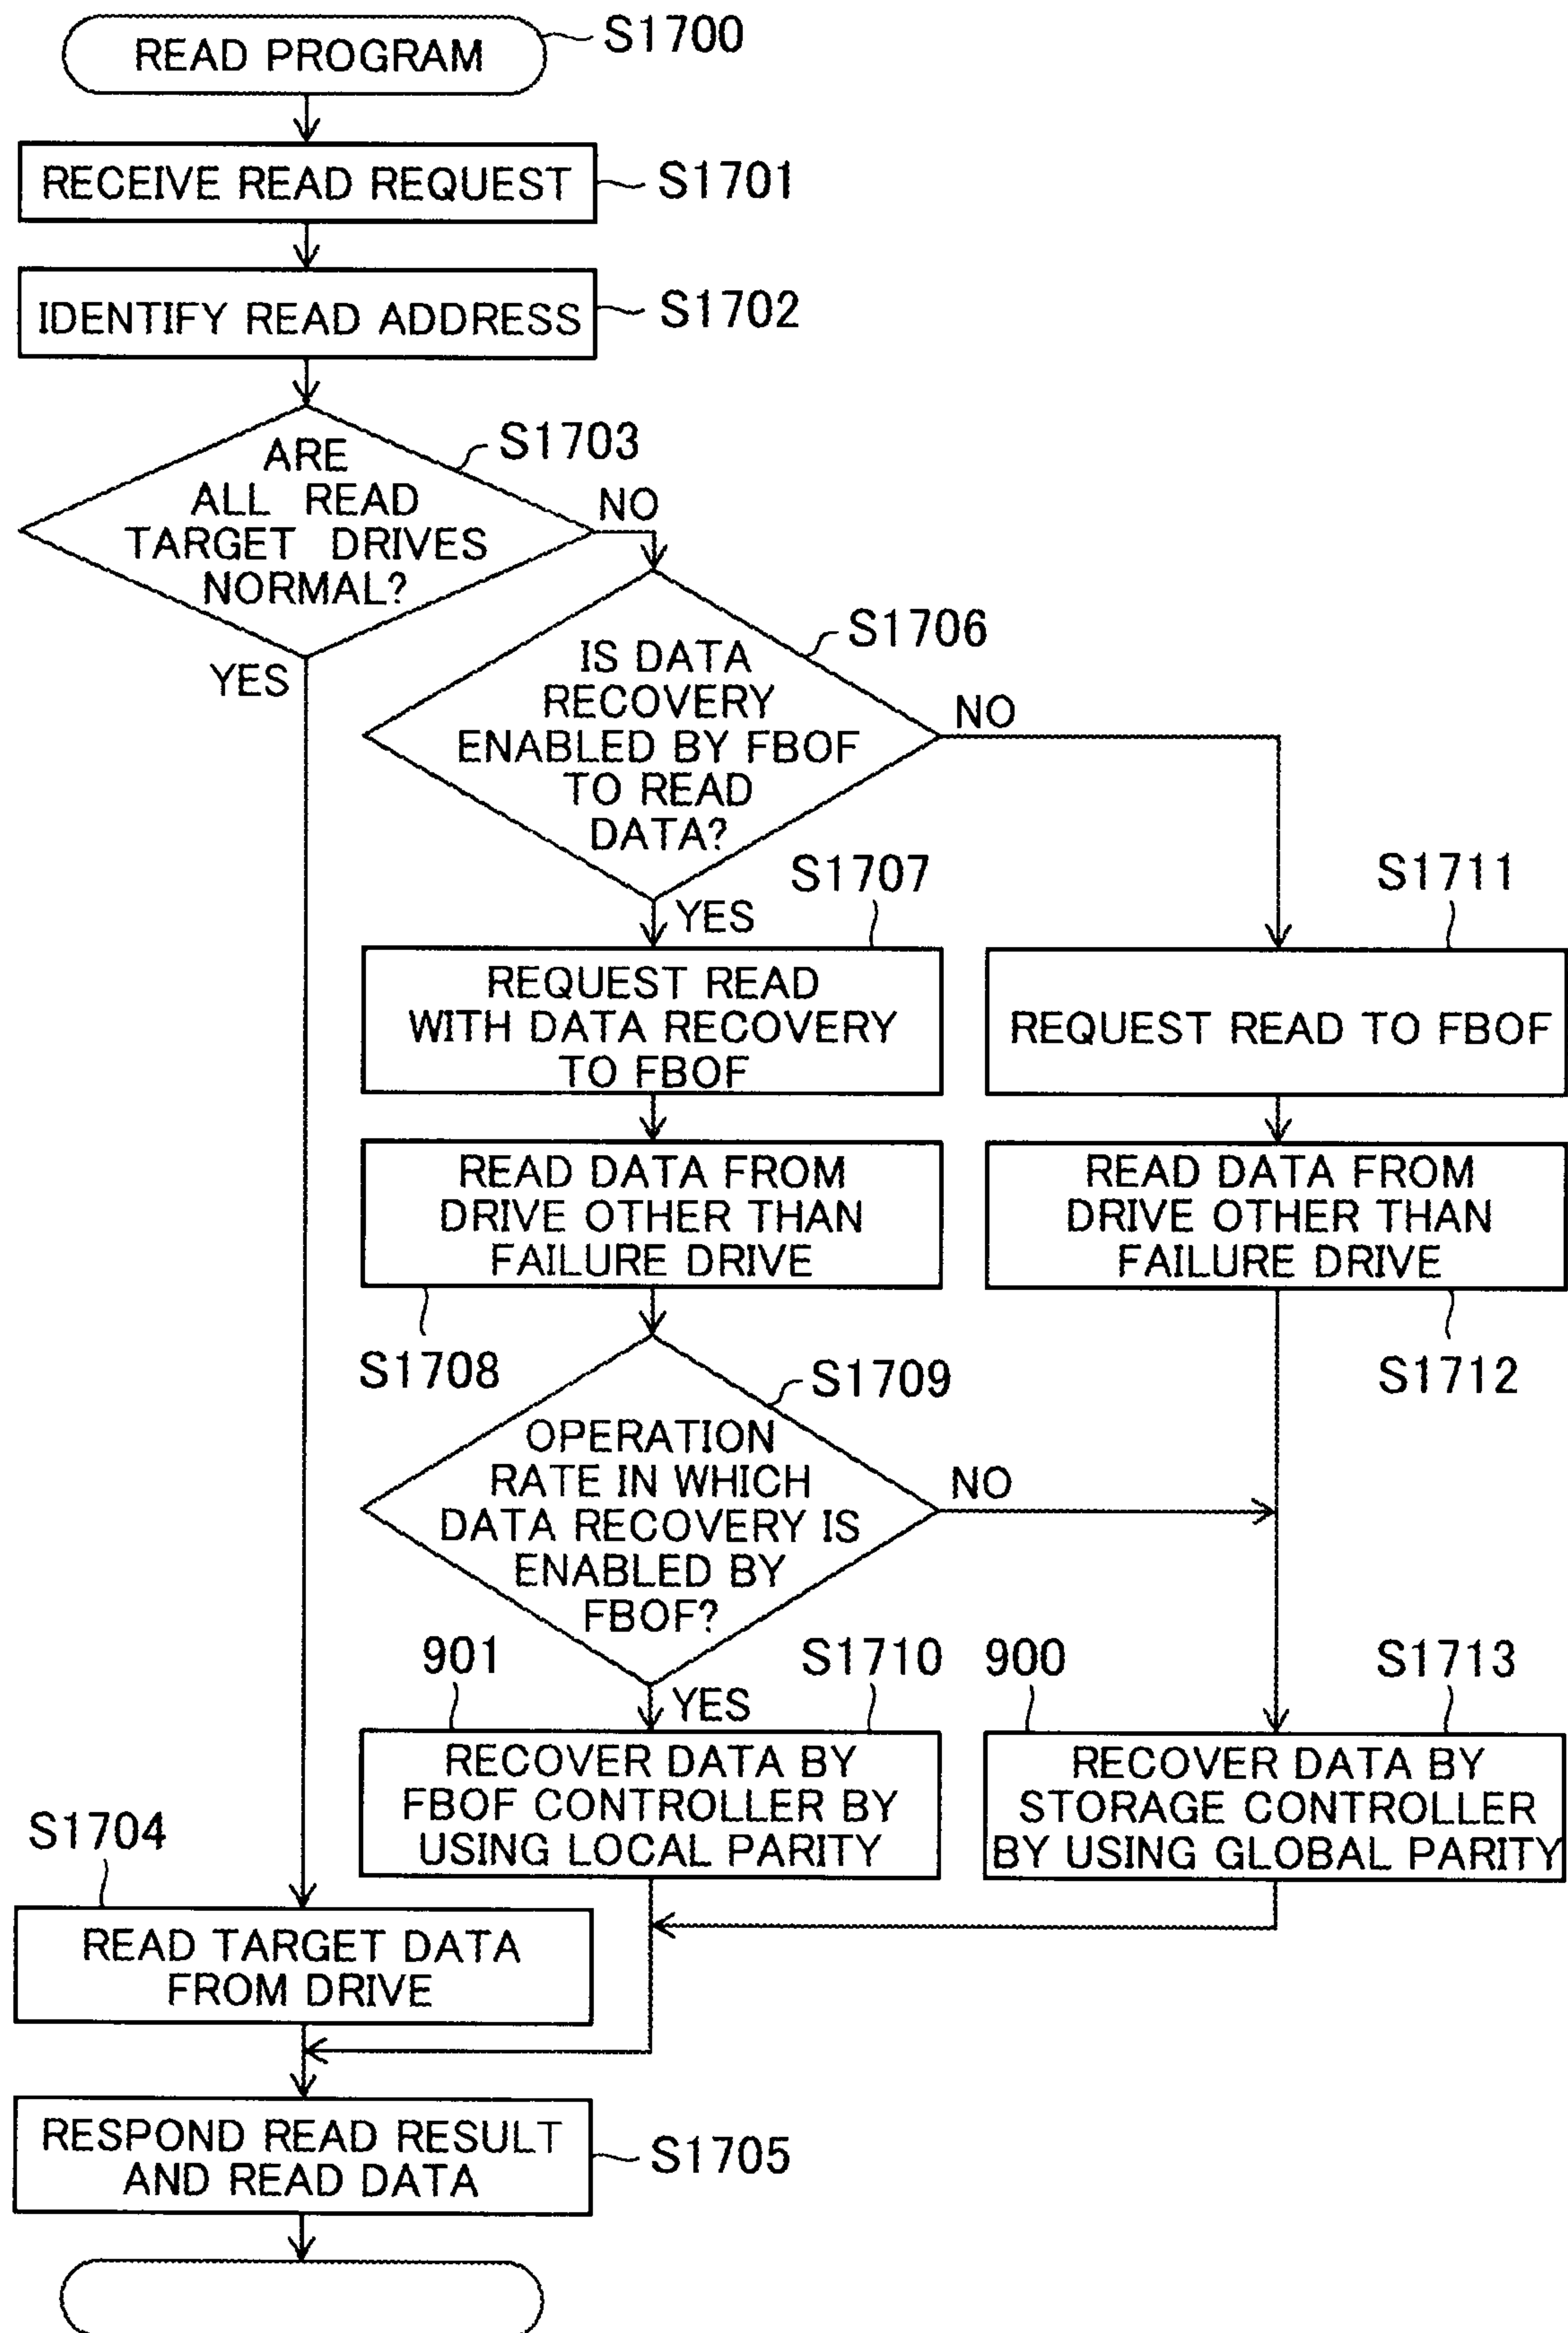 READ PROGRAM
S1700
RECEIVE READ REQUEST
S1701
IDENTIFY READ ADDRESS
S1702
ARE
ALL READ
TARGET DRIVES
NORMAL?
S1703
NO
YES
IS DATA
RECOVERY
ENABLED BY FBOF
TO READ
DATA?
S1706
NO
YES
S1707
REQUEST READ
WITH DATA RECOVERY
TO FBOF
S1711
REQUEST READ TO FBOF
READ DATA FROM
DRIVE OTHER THAN
FAILURE DRIVE
S1708
READ DATA FROM
DRIVE OTHER THAN
FAILURE DRIVE
S1712
OPERATION
RATE IN WHICH
DATA RECOVERY IS
ENABLED BY
FBOF?
S1709
NO
YES
901
S1710
RECOVER DATA BY
FBOF CONTROLLER BY
USING LOCAL PARITY
900
S1713
RECOVER DATA BY
STORAGE CONTROLLER
BY USING GLOBAL PARITY
S1704
READ TARGET DATA
FROM DRIVE
RESPOND READ RESULT
AND READ DATA
S1705